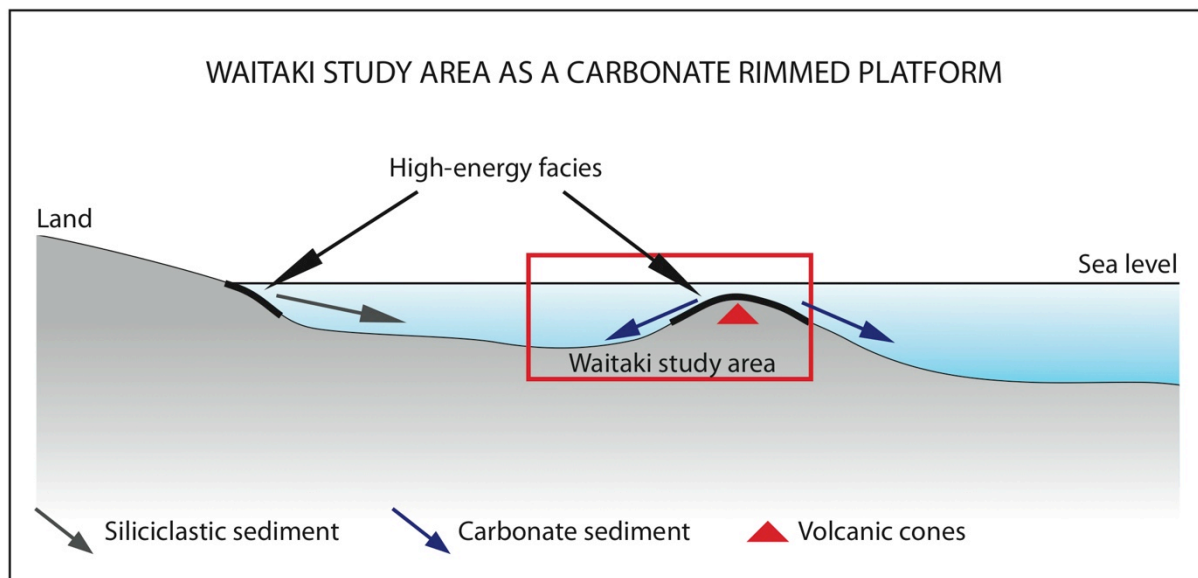 WAITAKI STUDY AREA AS A CARBONATE RIMMED PLATFORM
High-energy facies
Land
Sea level
Waitaki study area
Siliciclastic sediment
Carbonate sediment
Volcanic cones